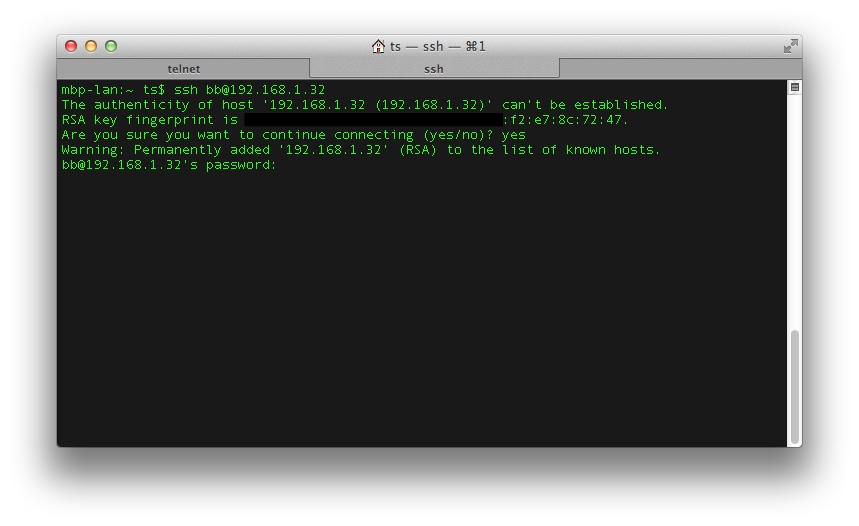 ts — ssh — ⌘1
telnet
ssh
mbp-lan:~ ts$ ssh bb@192.168.1.32
The authenticity of host '192.168.1.32 (192.168.1.32)' can't be established.
RSA key fingerprint is :f2:e7:8c:72:47.
Are you sure you want to continue connecting (yes/no)? yes
Warning: Permanently added '192.168.1.32' (RSA) to the list of known hosts.
bb@192.168.1.32's password: